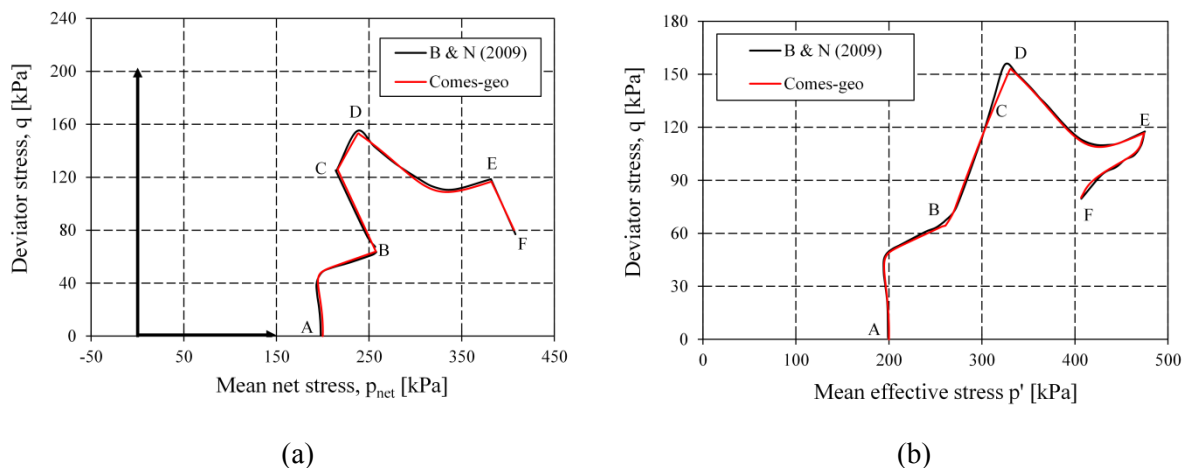 240
200
160
120
80
40
0
-50 50 150 250 350 450
Deviator stress, q [kPa]
Mean net stress, pnet [kPa]
B & N (2009)
Comes-geo
D
C
E
B
F
A
(a)
180
150
120
90
60
30
0
0 100 200 300 400 500
Deviator stress, q [kPa]
Mean effective stress p' [kPa]
B & N (2009)
Comes-geo
D
C
E
B
F
A
(b)